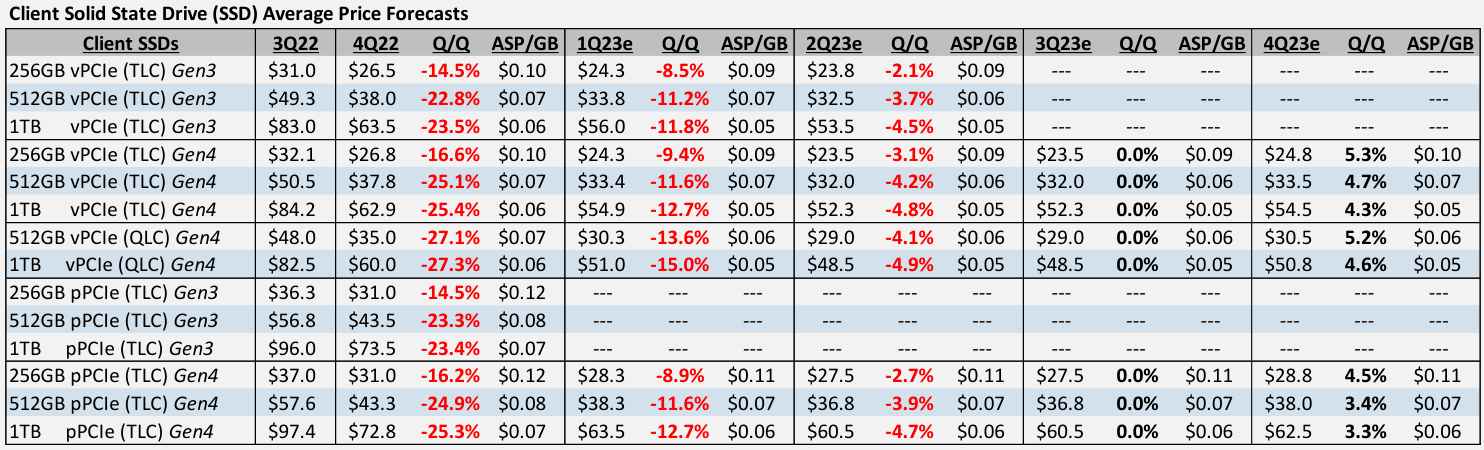 Client Solid State Drive (SSD) Average Price Forecasts
Client SSDs 3Q22 4Q22 Q/Q ASP/GB 1Q23e Q/Q ASP/GB 2Q23e Q/Q ASP/GB 3Q23e Q/Q ASP/GB 4Q23e Q/Q ASP/GB
256GB vPCIe (TLC) Gen3 $31.0 $26.5 -14.5% $0.10 $24.3 -8.5% $0.09 $23.8 -2.1% $0.09 --- --- --- --- --- ---
512GB vPCIe (TLC) Gen3 $49.3 $38.0 -22.8% $0.07 $33.8 -11.2% $0.07 $32.5 -3.7% $0.06 --- --- --- --- --- ---
1TB vPCIe (TLC) Gen3 $83.0 $63.5 -23.5% $0.06 $56.0 -11.8% $0.05 $53.5 -4.5% $0.05 --- --- --- --- --- ---
256GB vPCIe (TLC) Gen4 $32.1 $26.8 -16.6% $0.10 $24.3 -9.4% $0.09 $23.5 -3.1% $0.09 $23.5 0.0% $0.09 $24.8 5.3% $0.10
512GB vPCIe (TLC) Gen4 $50.5 $37.8 -25.1% $0.07 $33.4 -11.6% $0.07 $32.0 -4.2% $0.06 $32.0 0.0% $0.06 $33.5 4.7% $0.07
1TB vPCIe (TLC) Gen4 $84.2 $62.9 -25.4% $0.06 $54.9 -12.7% $0.05 $52.3 -4.8% $0.05 $52.3 0.0% $0.05 $54.5 4.3% $0.05
512GB vPCIe (QLC) Gen4 $48.0 $35.0 -27.1% $0.07 $30.3 -13.6% $0.06 $29.0 -4.1% $0.06 $29.0 0.0% $0.06 $30.5 5.2% $0.06
1TB vPCIe (QLC) Gen4 $82.5 $60.0 -27.3% $0.06 $51.0 -15.0% $0.05 $48.5 -4.9% $0.05 $48.5 0.0% $0.05 $50.8 4.6% $0.05
256GB pPCIe (TLC) Gen3 $36.3 $31.0 -14.5% $0.12 --- --- --- --- --- --- --- --- --- --- --- ---
512GB pPCIe (TLC) Gen3 $56.8 $43.5 -23.3% $0.08 --- --- --- --- --- --- --- --- --- --- --- ---
1TB pPCIe (TLC) Gen3 $96.0 $73.5 -23.4% $0.07 --- --- --- --- --- --- --- --- --- --- --- ---
256GB pPCIe (TLC) Gen4 $37.0 $31.0 -16.2% $0.12 $28.3 -8.9% $0.11 $27.5 -2.7% $0.11 $27.5 0.0% $0.11 $28.8 4.5% $0.11
512GB pPCIe (TLC) Gen4 $57.6 $43.3 -24.9% $0.08 $38.3 -11.6% $0.07 $36.8 -3.9% $0.07 $36.8 0.0% $0.07 $38.0 3.4% $0.07
1TB pPCIe (TLC) Gen4 $97.4 $72.8 -25.3% $0.07 $63.5 -12.7% $0.06 $60.5 -4.7% $0.06 $60.5 0.0% $0.06 $62.5 3.3% $0.06